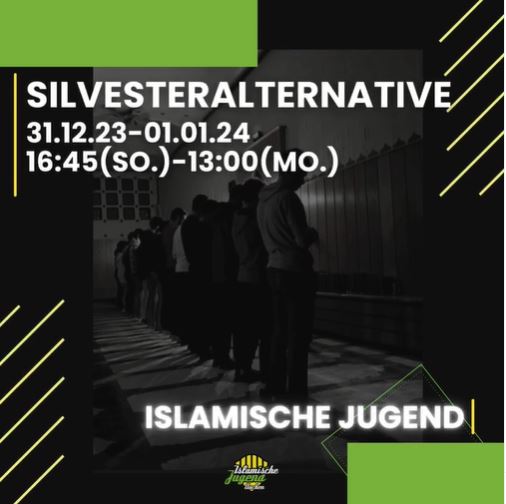 SILVESTERALTERNATIVE
31.12.23-01.01.24
16:45(SO.)-13:00(MO.)
ISLAMISCHE JUGEND
Islamische
Jugend